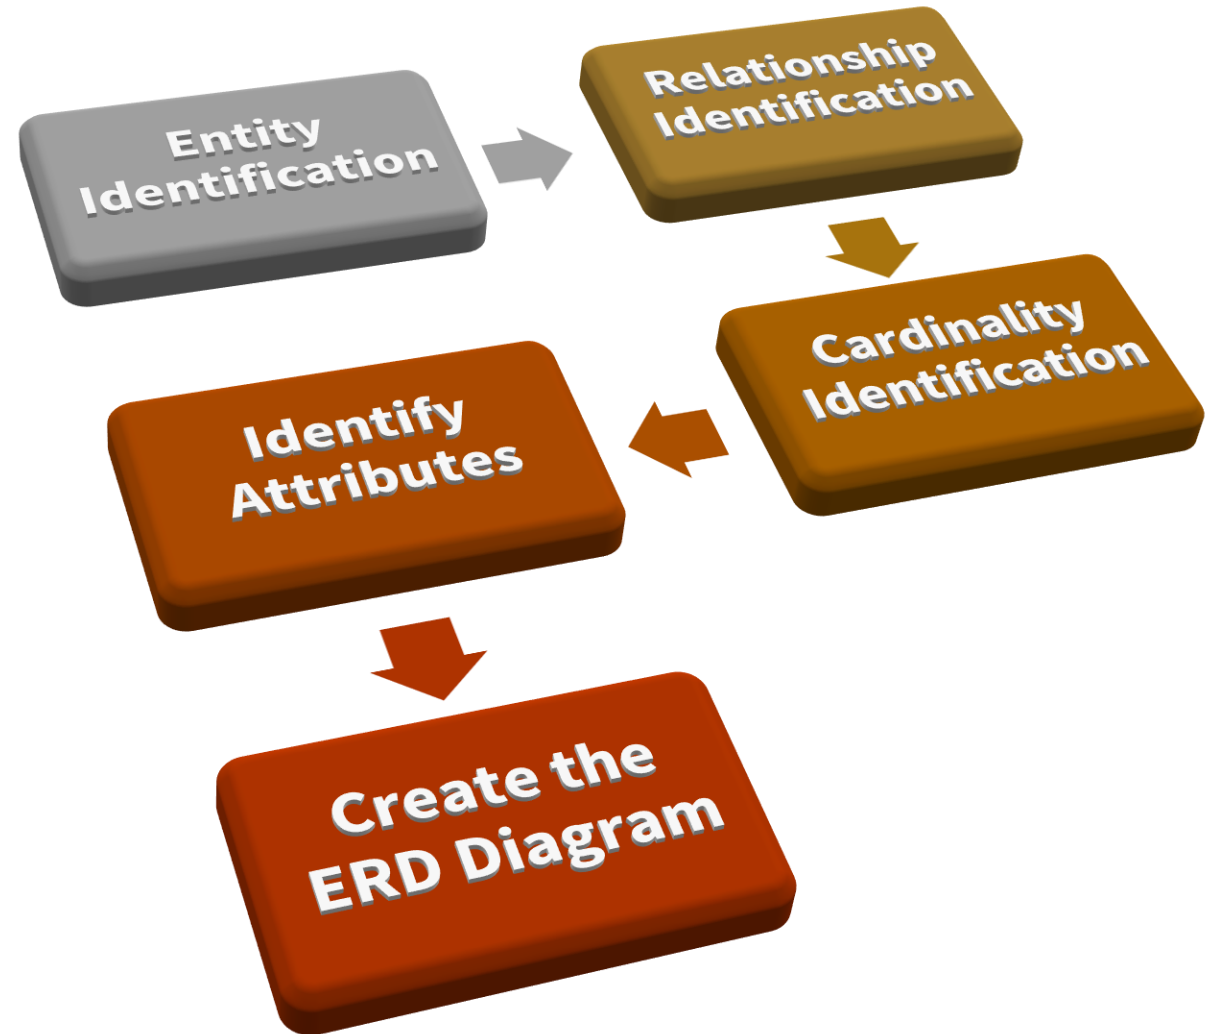 Entity
Identification
Relationship
Identification
Cardinality
Identification
Identify
Attributes
Create the
ERD Diagram